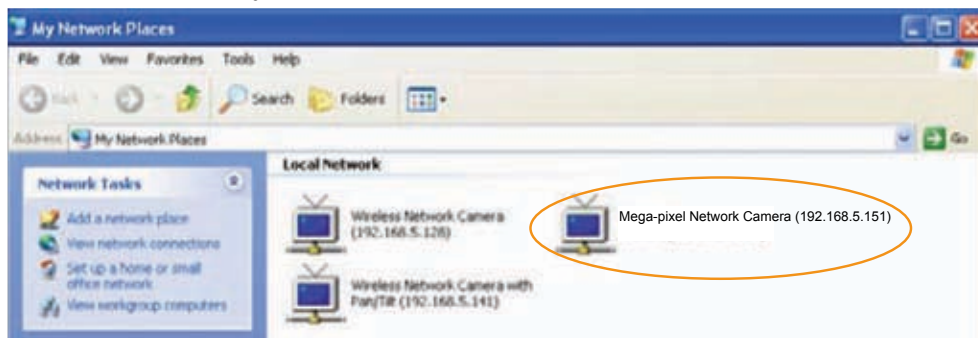 My Network Places
File Edit View Favorites Tools Help
Back Search Folders
Address My Network Places Go
Network Tasks
Add a network place
View network connections
Set up a home or small
office network
View workgroup computers
Local Network
Wireless Network Camera
(192.168.5.128)
Mega-pixel Network Camera (192.168.5.151)
Wireless Network Camera with
Pan/Tilt (192.168.5.141)